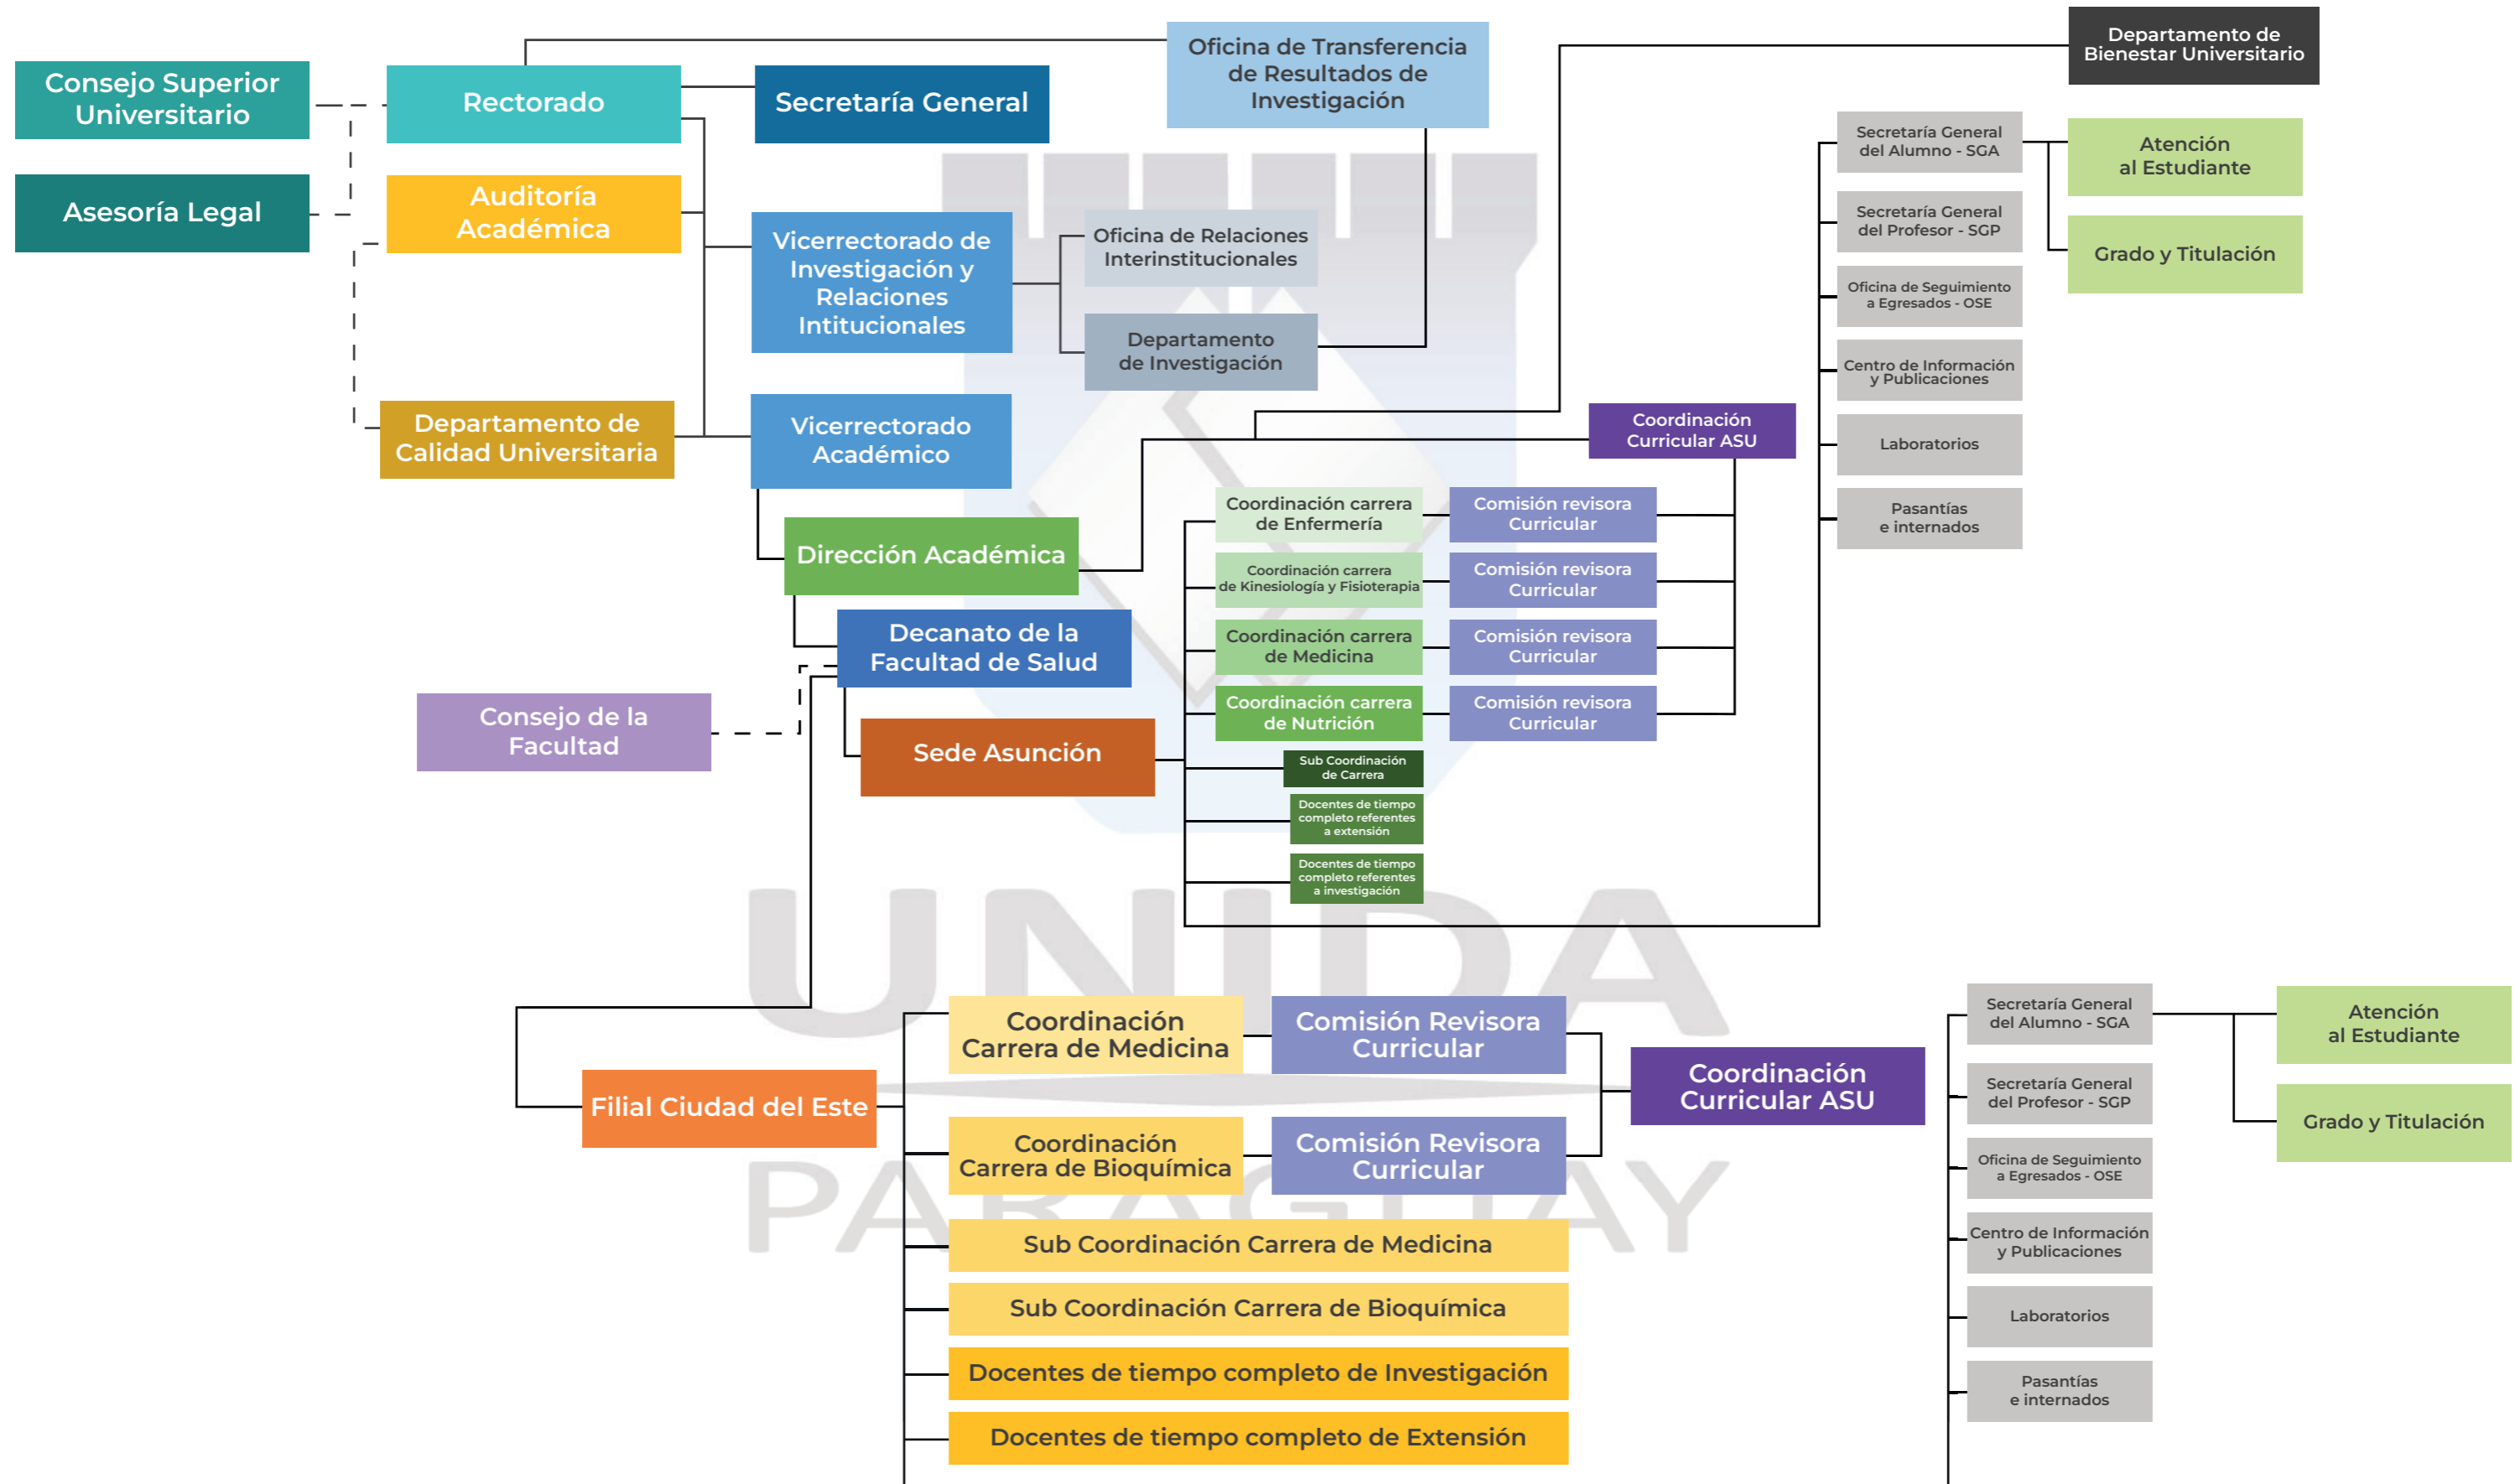 Consejo Superior
Universitario
Rectorado
Secretaría General
Oficina de Transferencia
de Resultados de
Investigación
Departamento de
Bienestar Universitario
Asesoría Legal
Auditoría
Académica
Vicerrectorado de
Investigación y
Relaciones
Intitucionales
Oficina de Relaciones
Interinstitucionales
Departamento
de Investigación
Departamento de
Calidad Universitaria
Vicerrectorado
Académico
Coordinación
Curricular ASU
Secretaría General
del Alumno - SGA
Atención
al Estudiante
Secretaría General
del Profesor - SGP
Grado y Titulación
Oficina de Seguimiento
a Egresados - OSE
Centro de Información
y Publicaciones
Laboratorios
Pasantías
e internados
Dirección Académica
Coordinación carrera
de Enfermería
Comisión revisora
Curricular
Coordinación carrera
de Kinesiología y Fisioterapia
Comisión revisora
Curricular
Decanato de la
Facultad de Salud
Coordinación carrera
de Medicina
Comisión revisora
Curricular
Consejo de la
Facultad
Coordinación carrera
de Nutrición
Comisión revisora
Curricular
Sede Asunción
Sub Coordinación
de Carrera
Docentes de tiempo
completo referentes
a extensión
Docentes de tiempo
completo referentes
a investigación
UNIDA
PARAGUAY
Filial Ciudad del Este
Coordinación
Carrera de Medicina
Comisión Revisora
Curricular
Coordinación
Carrera de Bioquímica
Comisión Revisora
Curricular
Coordinación
Curricular ASU
Sub Coordinación Carrera de Medicina
Sub Coordinación Carrera de Bioquímica
Docentes de tiempo completo de Investigación
Docentes de tiempo completo de Extensión
Secretaría General
del Alumno - SGA
Atención
al Estudiante
Secretaría General
del Profesor - SGP
Grado y Titulación
Oficina de Seguimiento
a Egresados - OSE
Centro de Información
y Publicaciones
Laboratorios
Pasantías
e internados